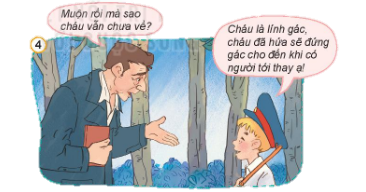 Muộn rồi mà sao
cháu vẫn chưa về?
4
Cháu là lính gác,
cháu đã hứa sẽ đứng
gác cho đến khi có
người tới thay ạ!